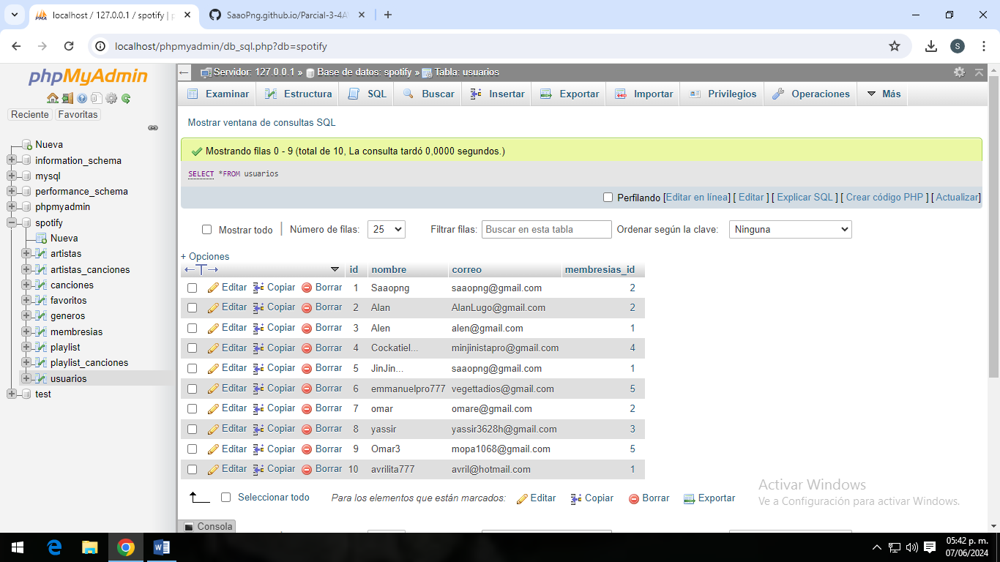 localhost / 127.0.0.1 / spotify | p
SaaoPng.github.io/Parcial-3-4A
localhost/phpmyadmin/db_sql.php?db=spotify
S
phpMyAdmin
Reciente Favoritas
Nueva
information_schema
mysql
performance_schema
phpmyadmin
spotify
Nueva
artistas
artistas_canciones
canciones
favoritos
generos
membresias
playlist
playlist_canciones
usuarios
test
Servidor: 127.0.0.1 » Base de datos: spotify » Tabla: usuarios
Examinar Estructura SQL Buscar Insertar Exportar Importar Privilegios Operaciones Más
Mostrar ventana de consultas SQL
Mostrando filas 0 - 9 (total de 10, La consulta tardó 0,0000 segundos.)
SELECT *FROM usuarios
Perfilando [Editar en línea] [ Editar ] [ Explicar SQL ] [ Crear código PHP ] [ Actualizar]
Mostrar todo Número de filas: 25 Filtrar filas: Buscar en esta tabla Ordenar según la clave: Ninguna
+ Opciones
←T→ id nombre correo membresias_id
Editar Copiar Borrar 1 Saaopng saaopng@gmail.com 2
Editar Copiar Borrar 2 Alan AlanLugo@gmail.com 2
Editar Copiar Borrar 3 Alen alen@gmail.com 1
Editar Copiar Borrar 4 Cockatiel... minjinistapro@gmail.com 4
Editar Copiar Borrar 5 JinJin... saaopng@gmail.com 1
Editar Copiar Borrar 6 emmanuelpro777 vegettadios@gmail.com 5
Editar Copiar Borrar 7 omar omare@gmail.com 2
Editar Copiar Borrar 8 yassir yassir3628h@gmail.com 3
Editar Copiar Borrar 9 Omar3 mopa1068@gmail.com 5
Editar Copiar Borrar 10 avrilita777 avril@hotmail.com 1
Seleccionar todo Para los elementos que están marcados: Editar Copiar Borrar Exportar
Activar Windows
Ve a Configuración para activar Windows.
Consola
05:42 p. m.
07/06/2024